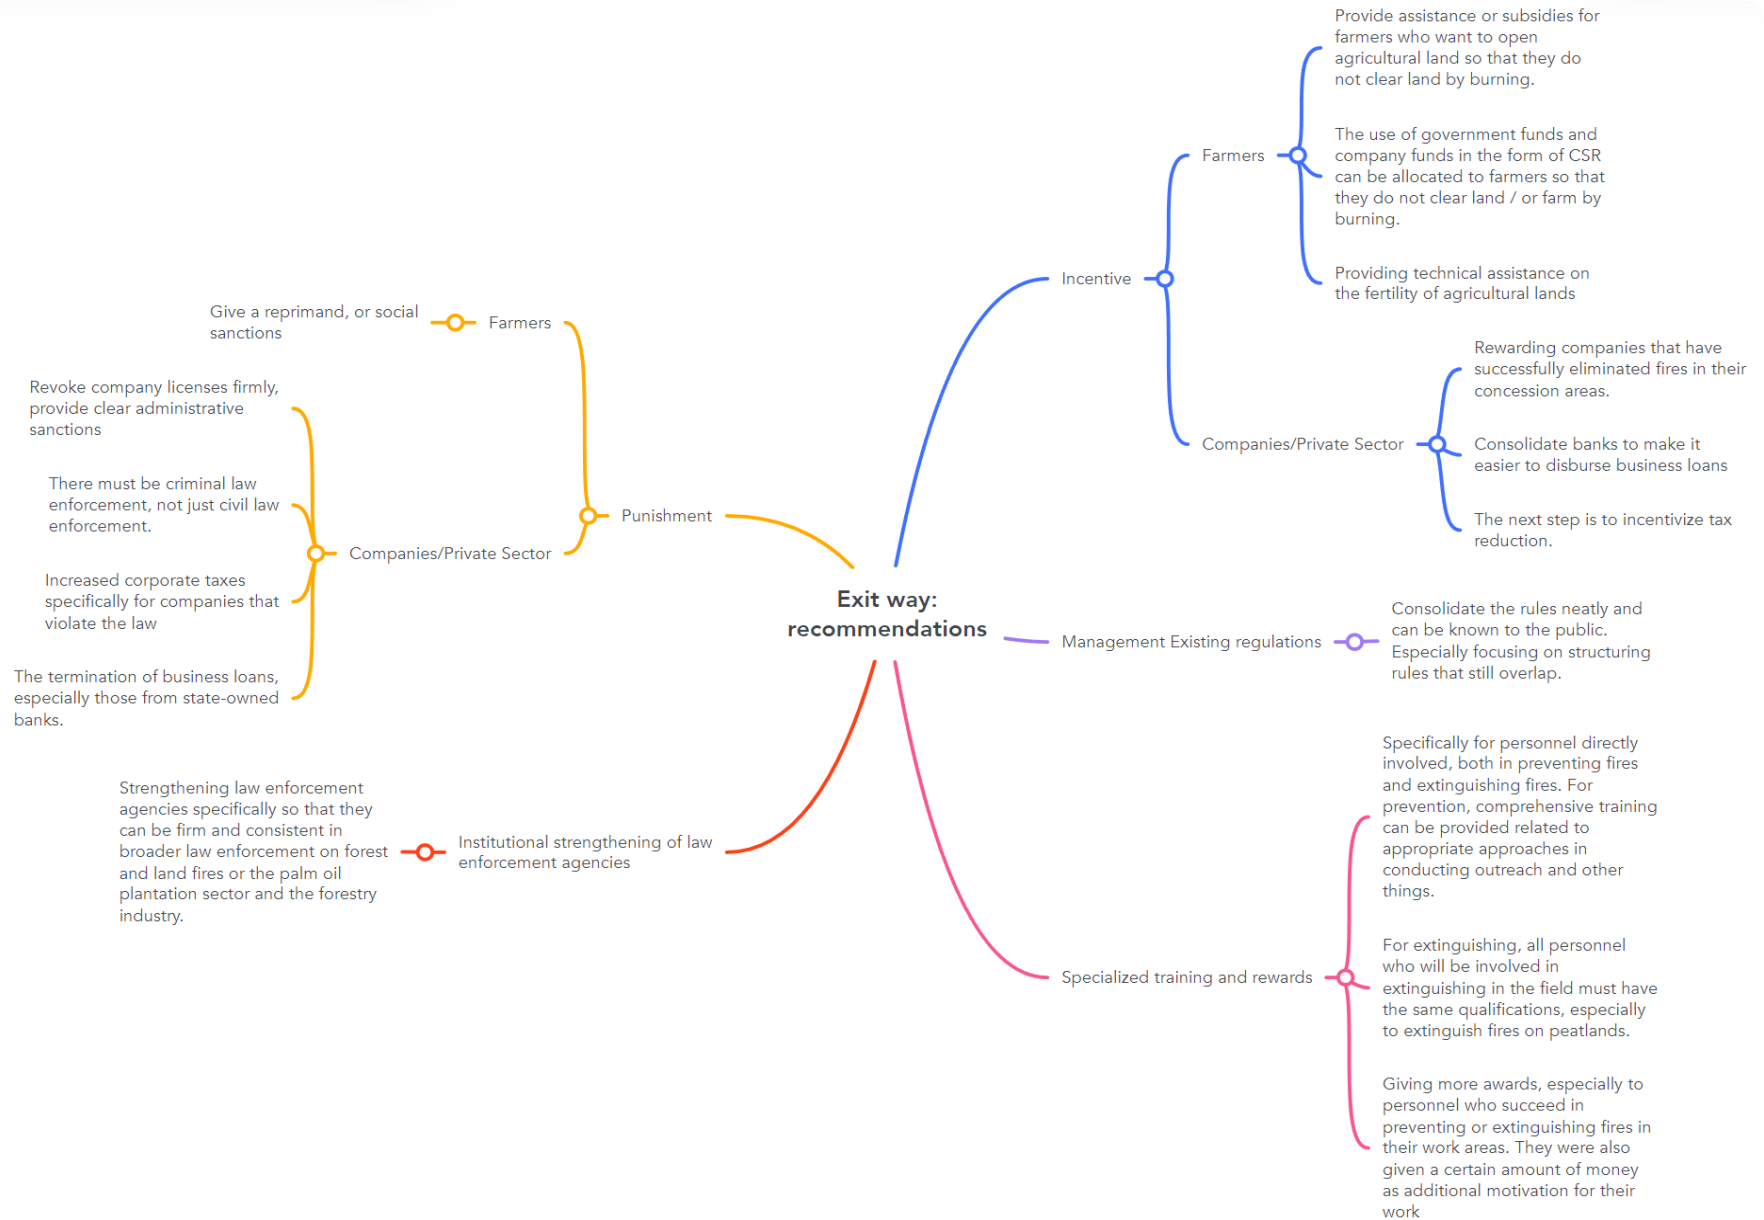 Exit way:
recommendations
Incentive
Farmers
Provide assistance or subsidies for
farmers who want to open
agricultural land so that they do
not clear land by burning.
The use of government funds and
company funds in the form of CSR
can be allocated to farmers so that
they do not clear land / or farm by
burning.
Providing technical assistance on
the fertility of agricultural lands
Companies/Private Sector
Rewarding companies that have
successfully eliminated fires in their
concession areas.
Consolidate banks to make it
easier to disburse business loans
The next step is to incentivize tax
reduction.
Management Existing regulations
Consolidate the rules neatly and
can be known to the public.
Especially focusing on structuring
rules that still overlap.
Specialized training and rewards
Specifically for personnel directly
involved, both in preventing fires
and extinguishing fires. For
prevention, comprehensive training
can be provided related to
appropriate approaches in
conducting outreach and other
things.
For extinguishing, all personnel
who will be involved in
extinguishing in the field must have
the same qualifications, especially
to extinguish fires on peatlands.
Giving more awards, especially to
personnel who succeed in
preventing or extinguishing fires in
their work areas. They were also
given a certain amount of money
as additional motivation for their
work
Punishment
Farmers
Give a reprimand, or social
sanctions
Companies/Private Sector
Revoke company licenses firmly,
provide clear administrative
sanctions
There must be criminal law
enforcement, not just civil law
enforcement.
Increased corporate taxes
specifically for companies that
violate the law
The termination of business loans,
especially those from state-owned
banks.
Institutional strengthening of law
enforcement agencies
Strengthening law enforcement
agencies specifically so that they
can be firm and consistent in
broader law enforcement on forest
and land fires or the palm oil
plantation sector and the forestry
industry.